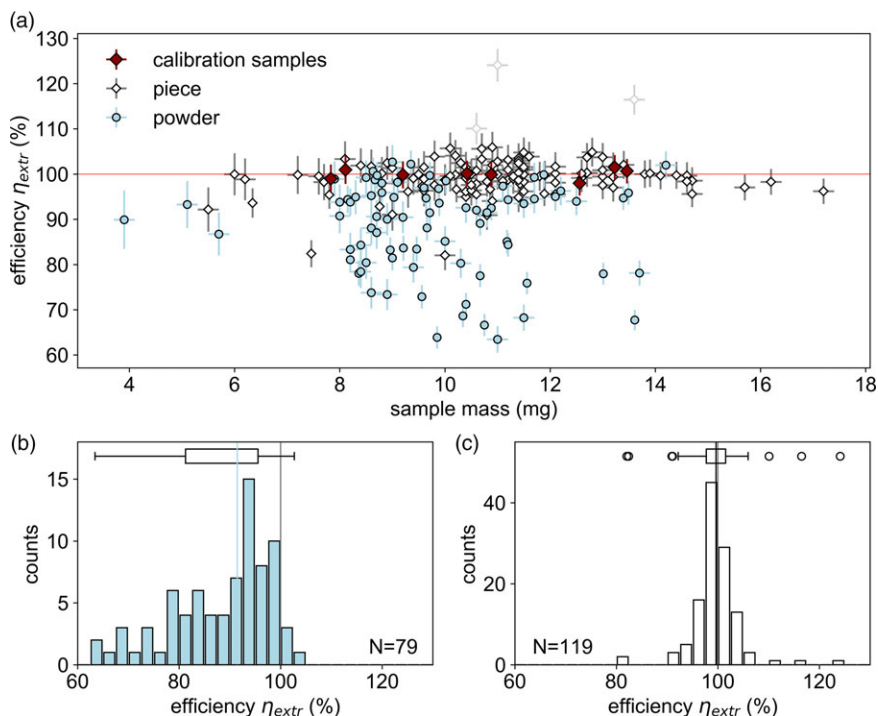 (a)
130
120
110
100
90
80
70
60
efficiency ηextr (%)
calibration samples
piece
powder
4 6 8 10 12 14 16 18
sample mass (mg)
(b)
15
10
5
0
counts
N=79
60 80 100 120
efficiency ηextr (%)
(c)
40
20
0
counts
N=119
60 80 100 120
efficiency ηextr (%)